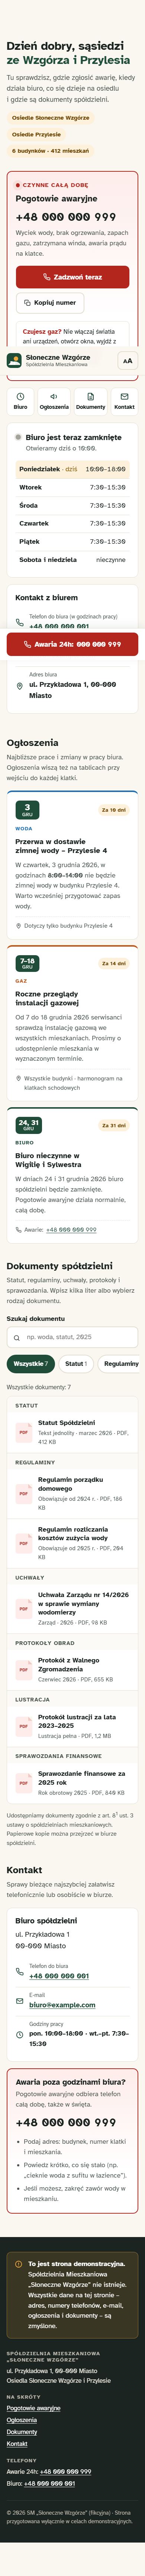 Dzień dobry, sąsiedzi
ze Wzgórza i Przylesia
Tu sprawdzisz, gdzie zgłosić awarię, kiedy
działa biuro, co się dzieje na osiedlu
i gdzie są dokumenty spółdzielni.
Osiedle Słoneczne Wzgórze
Osiedle Przylesie
6 budynków · 412 mieszkań
CZYNNE CAŁĄ DOBĘ
Pogotowie awaryjne
+48 000 000 999
Wyciek wody, brak ogrzewania, zapach
gazu, zatrzymana winda, awaria prądu
na klatce.
Zadzwoń teraz
Kopiuj numer
Czujesz gaz? Nie włączaj światła
ani urządzeń, otwórz okna, wyjdź z
Słoneczne Wzgórze
Spółdzielnia Mieszkaniowa
AA
Biuro
Ogłoszenia
Dokumenty
Kontakt
Biuro jest teraz zamknięte
Otwieramy dziś o 10:00.
Poniedziałek · dziś 10:00–18:00
Wtorek 7:30–15:30
Środa 7:30–15:30
Czwartek 7:30–15:30
Piątek 7:30–15:30
Sobota i niedziela nieczynne
Kontakt z biurem
Telefon do biura (w godzinach pracy)
+48 000 000 001
Awaria 24h: 000 000 999
Adres biura
ul. Przykładowa 1, 00-000
Miasto
Ogłoszenia
Najbliższe prace i zmiany w pracy biura.
Ogłoszenia wiszą też na tablicach przy
wejściu do każdej klatki.
3
GRU
Za 10 dni
WODA
Przerwa w dostawie
zimnej wody – Przylesie 4
W czwartek, 3 grudnia 2026, w
godzinach 8:00–14:00 nie będzie
zimnej wody w budynku Przylesie 4.
Warto wcześniej przygotować zapas
wody.
Dotyczy tylko budynku Przylesie 4
7–18
GRU
Za 14 dni
GAZ
Roczne przeglądy
instalacji gazowej
Od 7 do 18 grudnia 2026 serwisanci
sprawdzą instalację gazową we
wszystkich mieszkaniach. Prosimy o
udostępnienie mieszkania w
wyznaczonym terminie.
Wszystkie budynki · harmonogram na
klatkach schodowych
24, 31
GRU
Za 31 dni
BIURO
Biuro nieczynne w
Wigilię i Sylwestra
W dniach 24 i 31 grudnia 2026 biuro
spółdzielni będzie zamknięte.
Pogotowie awaryjne działa normalnie,
całą dobę.
Awarie: +48 000 000 999
Dokumenty spółdzielni
Statut, regulaminy, uchwały, protokoły i
sprawozdania. Wpisz kilka liter albo wybierz
rodzaj dokumentu.
Szukaj dokumentu
np. woda, statut, 2025
Wszystkie 7
Statut 1
Regulaminy
Wszystkie dokumenty: 7
STATUT
PDF
Statut Spółdzielni
Tekst jednolity · marzec 2026 · PDF,
412 KB
REGULAMINY
PDF
Regulamin porządku
domowego
Obowiązuje od 2024 r. · PDF, 186
KB
PDF
Regulamin rozliczania
kosztów zużycia wody
Obowiązuje od 2025 r. · PDF, 204
KB
UCHWAŁY
PDF
Uchwała Zarządu nr 14/2026
w sprawie wymiany
wodomierzy
Zarząd · 2026 · PDF, 98 KB
PROTOKOŁY OBRAD
PDF
Protokół z Walnego
Zgromadzenia
Czerwiec 2026 · PDF, 655 KB
LUSTRACJA
PDF
Protokół lustracji za lata
2023–2025
Lustracja pełna · PDF, 1,2 MB
SPRAWOZDANIA FINANSOWE
PDF
Sprawozdanie finansowe za
2025 rok
Rok obrotowy 2025 · PDF, 840 KB
Udostępniamy dokumenty zgodnie z art. 8¹ ust. 3
ustawy o spółdzielniach mieszkaniowych.
Papierowe kopie można przejrzeć w biurze
spółdzielni.
Kontakt
Sprawy bieżące najszybciej załatwisz
telefonicznie lub osobiście w biurze.
Biuro spółdzielni
ul. Przykładowa 1
00-000 Miasto
Telefon do biura
+48 000 000 001
E-mail
biuro@example.com
Godziny pracy
pon. 10:00–18:00 · wt.–pt. 7:30–
15:30
Awaria poza godzinami biura?
Pogotowie awaryjne odbiera telefon
całą dobę, także w święta.
+48 000 000 999
Podaj adres: budynek, numer klatki
i mieszkania.
Powiedz krótko, co się stało (np.
„cieknie woda z sufitu w łazience”).
Jeśli możesz, zakręć zawór wody w
mieszkaniu.
To jest strona demonstracyjna.
Spółdzielnia Mieszkaniowa
„Słoneczne Wzgórze” nie istnieje.
Wszystkie dane na tej stronie –
adres, numery telefonów, e-mail,
ogłoszenia i dokumenty – są
zmyślone.
SPÓŁDZIELNIA MIESZKANIOWA
„SŁONECZNE WZGÓRZE”
ul. Przykładowa 1, 00-000 Miasto
Osiedla Słoneczne Wzgórze i Przylesie
NA SKRÓTY
Pogotowie awaryjne
Ogłoszenia
Dokumenty
Kontakt
TELEFONY
Awarie 24h: +48 000 000 999
Biuro: +48 000 000 001
© 2026 SM „Słoneczne Wzgórze” (fikcyjna) · Strona
przygotowana wyłącznie w celach demonstracyjnych.